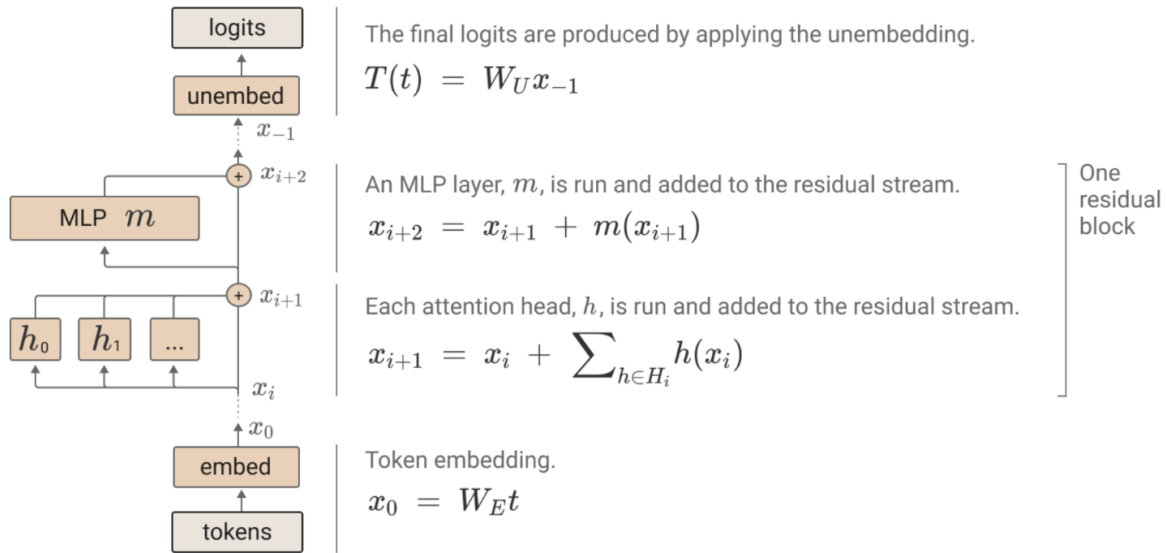 logits
The final logits are produced by applying the unembedding.
T(t) = W_U x_{-1}
unembed
x_{-1}
x_{i+2}
An MLP layer, m, is run and added to the residual stream.
One
residual
block
MLP m
x_{i+2} = x_{i+1} + m(x_{i+1})
x_{i+1}
Each attention head, h, is run and added to the residual stream.
h_0 h_1 ...
x_{i+1} = x_i + ∑_{h∈H_i} h(x_i)
x_i
x_0
embed
Token embedding.
x_0 = W_E t
tokens